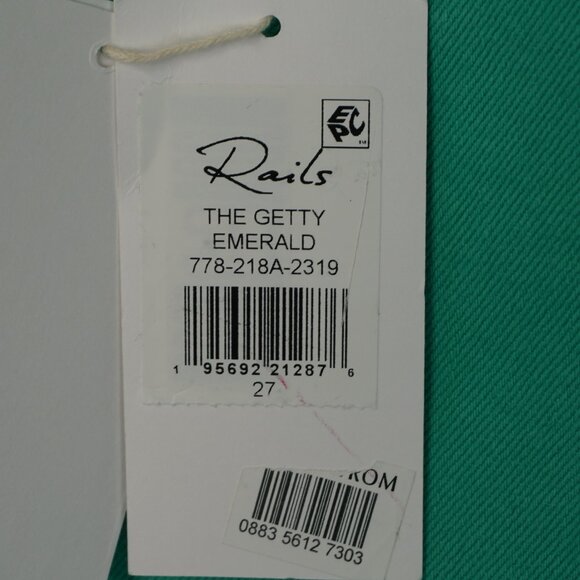 EPC
Rails
THE GETTY
EMERALD
778-218A-2319
1 95692 21287 6
27
ROM
0883 5612 7303